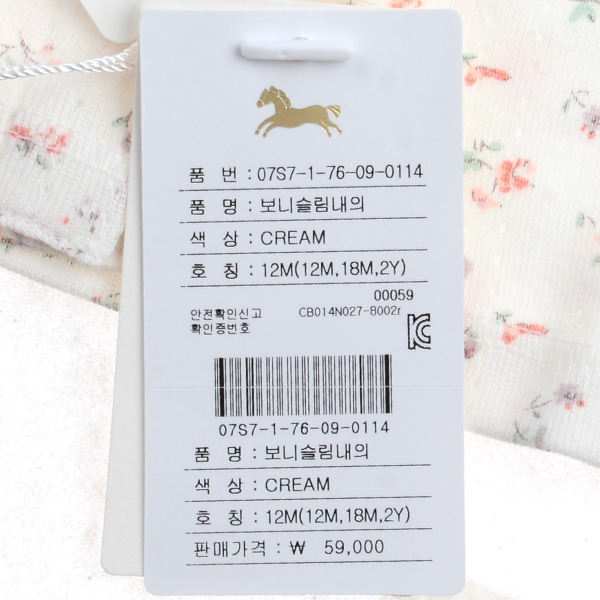 품 번 : 07S7-1-76-09-0114
품 명 : 보니슬림내의
색 상 : CREAM
호 칭 : 12M(12M,18M,2Y)
00059
안전확인신고 CB014N027-8002r
확인증번호
07S7-1-76-09-0114
품 명 : 보니슬림내의
색 상 : CREAM
호 칭 : 12M(12M,18M,2Y)
판매가격 : ₩ 59,000